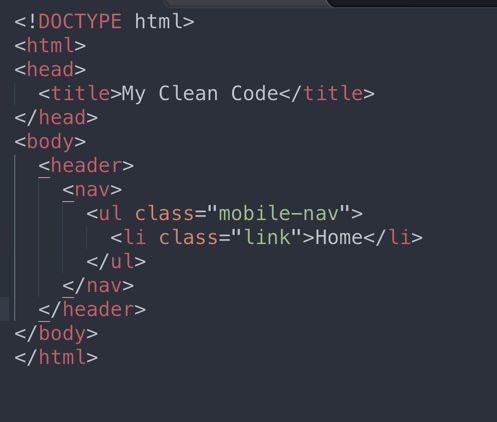 <!DOCTYPE html>
<html>
<head>
  <title>My Clean Code</title>
</head>
<body>
  <header>
    <nav>
      <ul class="mobile-nav">
        <li class="link">Home</li>
      </ul>
    </nav>
  </header>
</body>
</html>